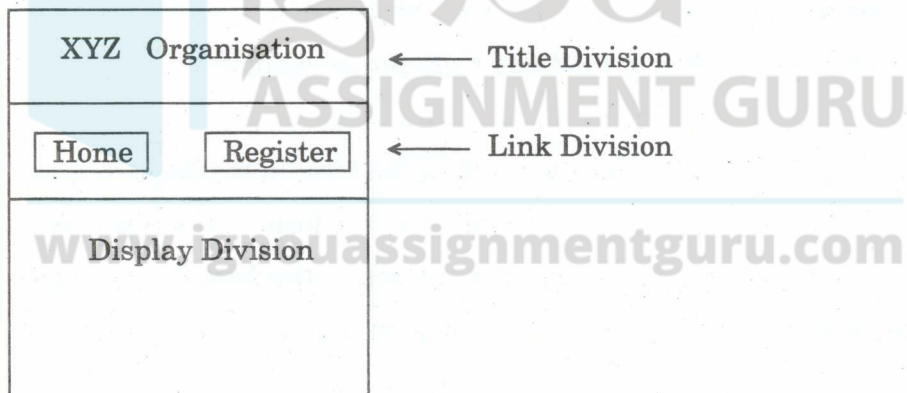 XYZ Organisation
Title Division
ASSIGNMENT GURU
Home Register
Link Division
Display Division
www.ignouassignmentguru.com